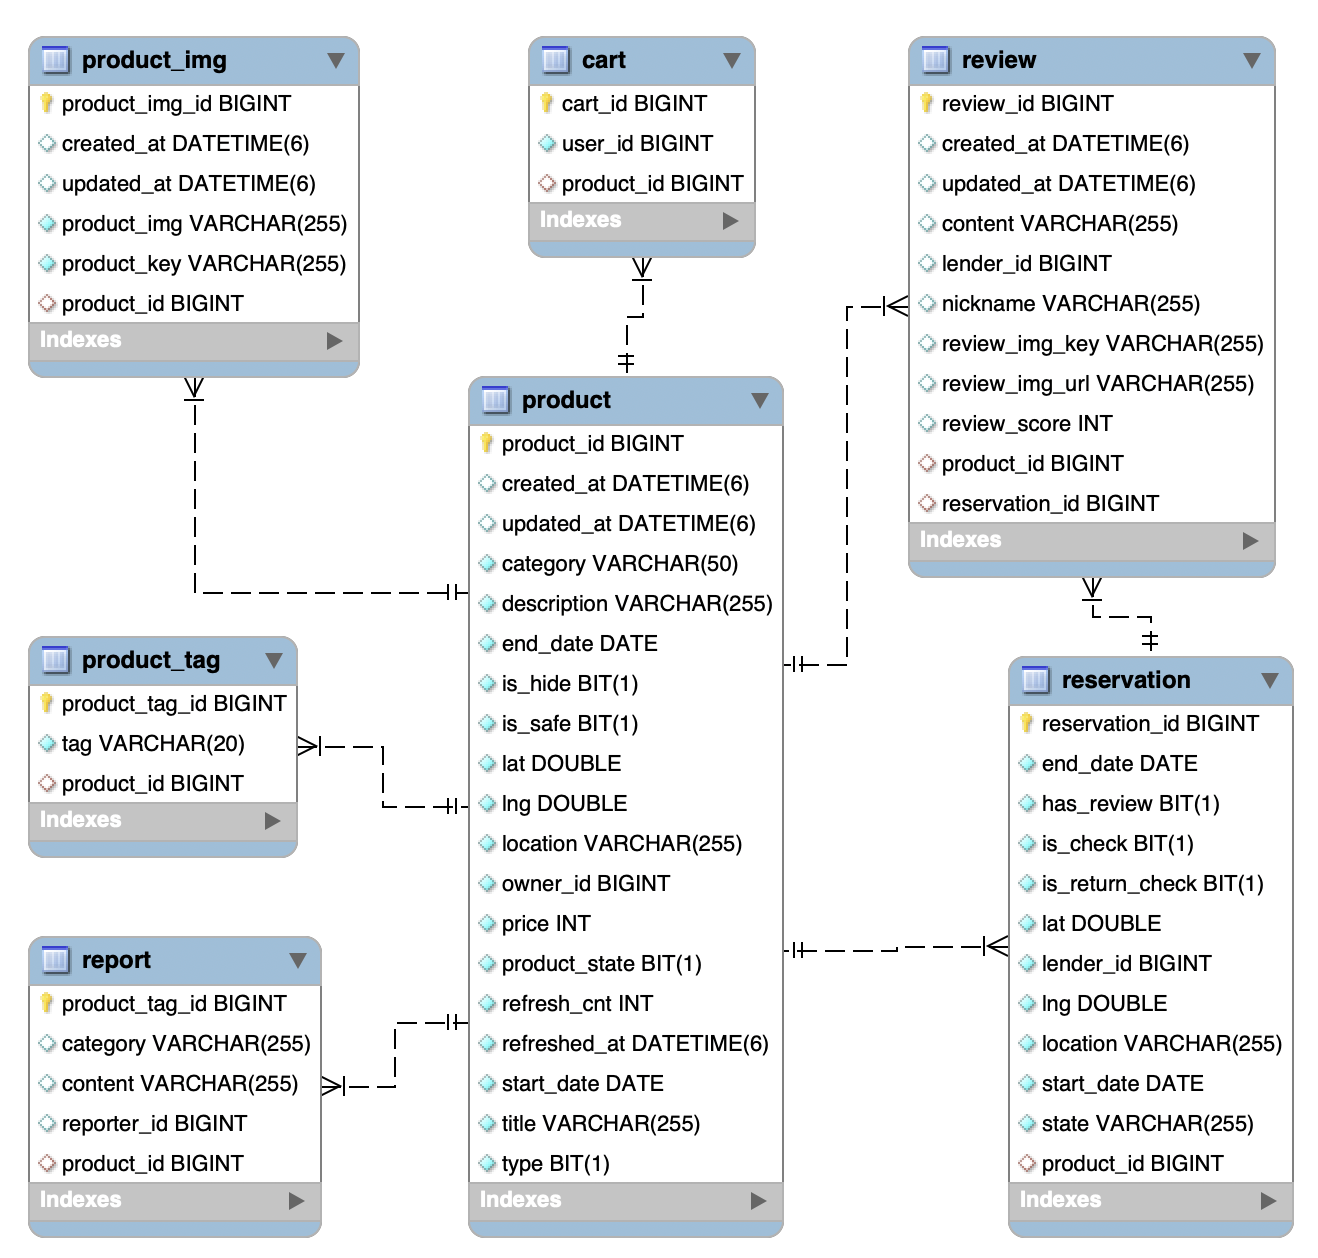 product_img
product_img_id BIGINT
created_at DATETIME(6)
updated_at DATETIME(6)
product_img VARCHAR(255)
product_key VARCHAR(255)
product_id BIGINT
Indexes
cart
cart_id BIGINT
user_id BIGINT
product_id BIGINT
Indexes
review
review_id BIGINT
created_at DATETIME(6)
updated_at DATETIME(6)
content VARCHAR(255)
lender_id BIGINT
nickname VARCHAR(255)
review_img_key VARCHAR(255)
review_img_url VARCHAR(255)
review_score INT
product_id BIGINT
reservation_id BIGINT
Indexes
product
product_id BIGINT
created_at DATETIME(6)
updated_at DATETIME(6)
category VARCHAR(50)
description VARCHAR(255)
end_date DATE
is_hide BIT(1)
is_safe BIT(1)
lat DOUBLE
lng DOUBLE
location VARCHAR(255)
owner_id BIGINT
price INT
product_state BIT(1)
refresh_cnt INT
refreshed_at DATETIME(6)
start_date DATE
title VARCHAR(255)
type BIT(1)
Indexes
product_tag
product_tag_id BIGINT
tag VARCHAR(20)
product_id BIGINT
Indexes
reservation
reservation_id BIGINT
end_date DATE
has_review BIT(1)
is_check BIT(1)
is_return_check BIT(1)
lat DOUBLE
lender_id BIGINT
lng DOUBLE
location VARCHAR(255)
start_date DATE
state VARCHAR(255)
product_id BIGINT
Indexes
report
product_tag_id BIGINT
category VARCHAR(255)
content VARCHAR(255)
reporter_id BIGINT
product_id BIGINT
Indexes